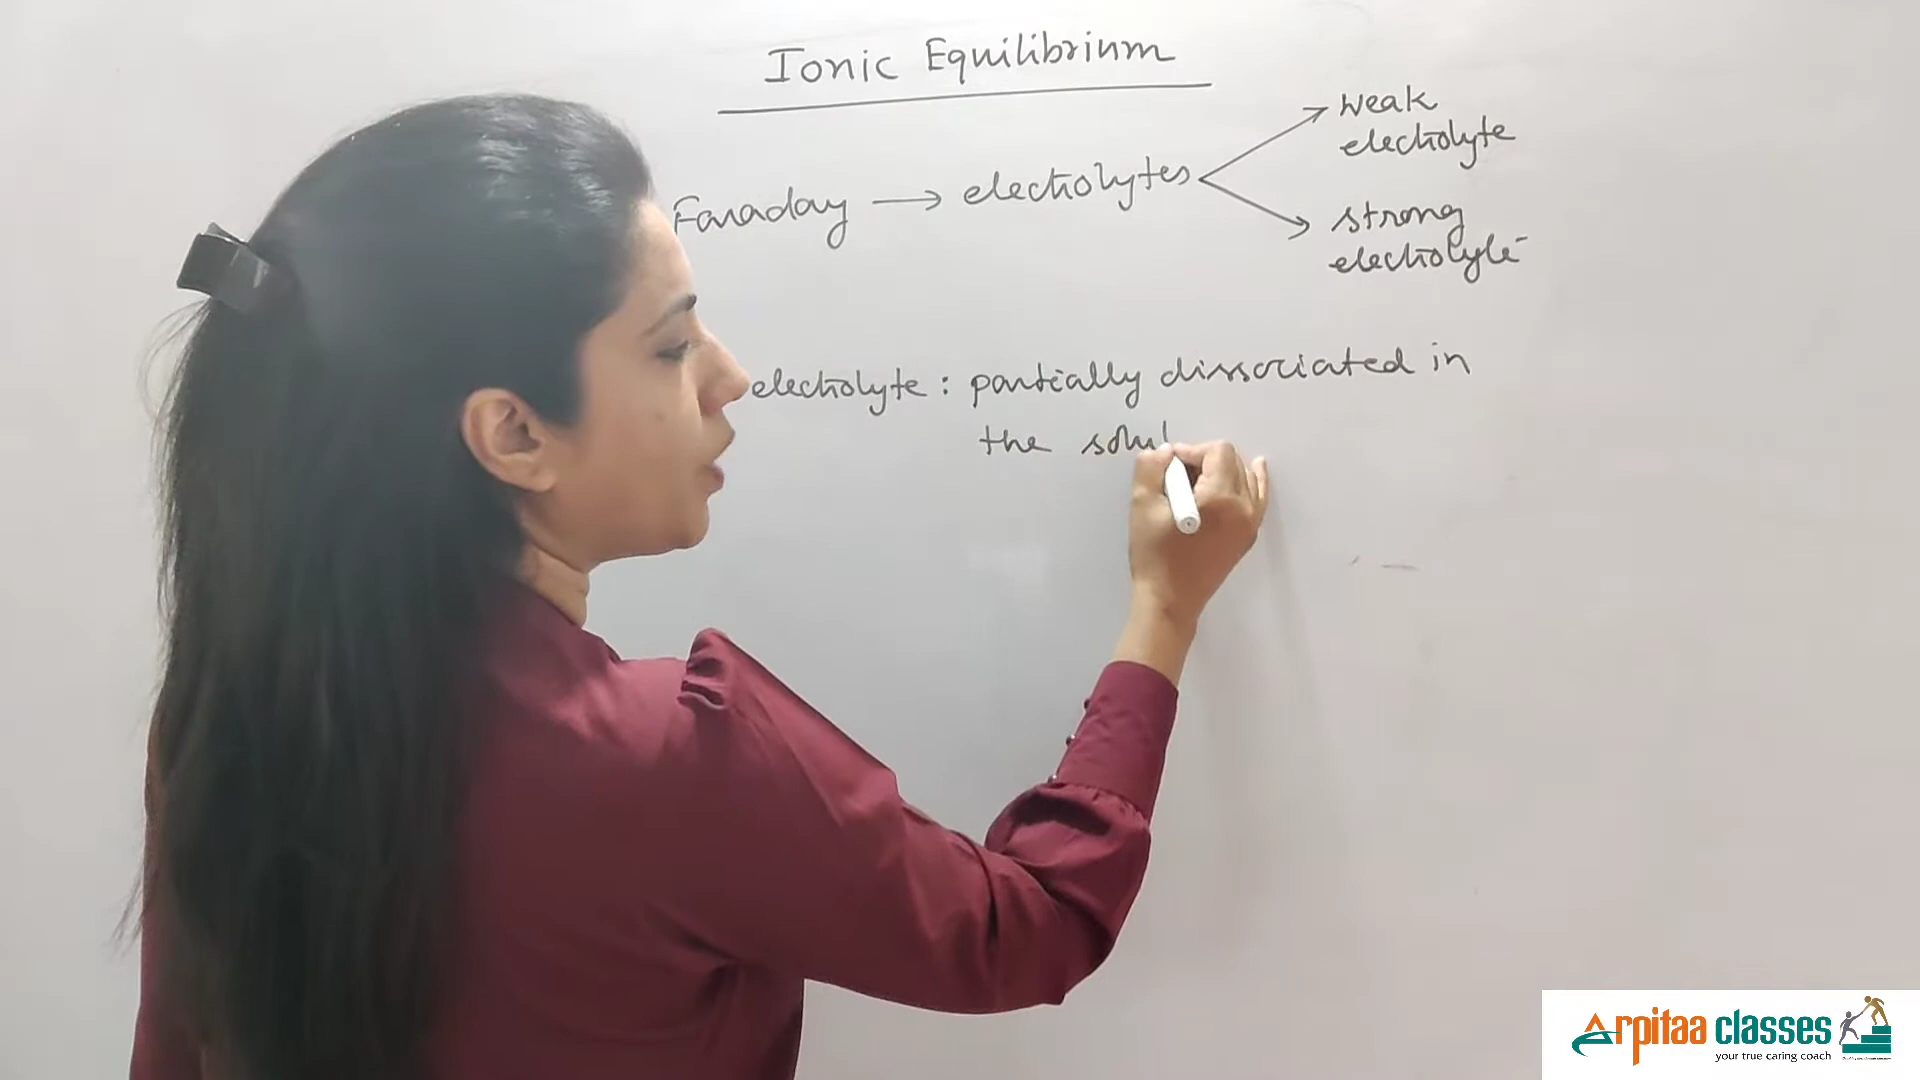 Ionic Equilibrium
weak
electrolyte
Faraday → electrolytes
strong
electrolyte
electrolyte : partially dissociated in
the solut
Arpitaa classes
your true caring coach